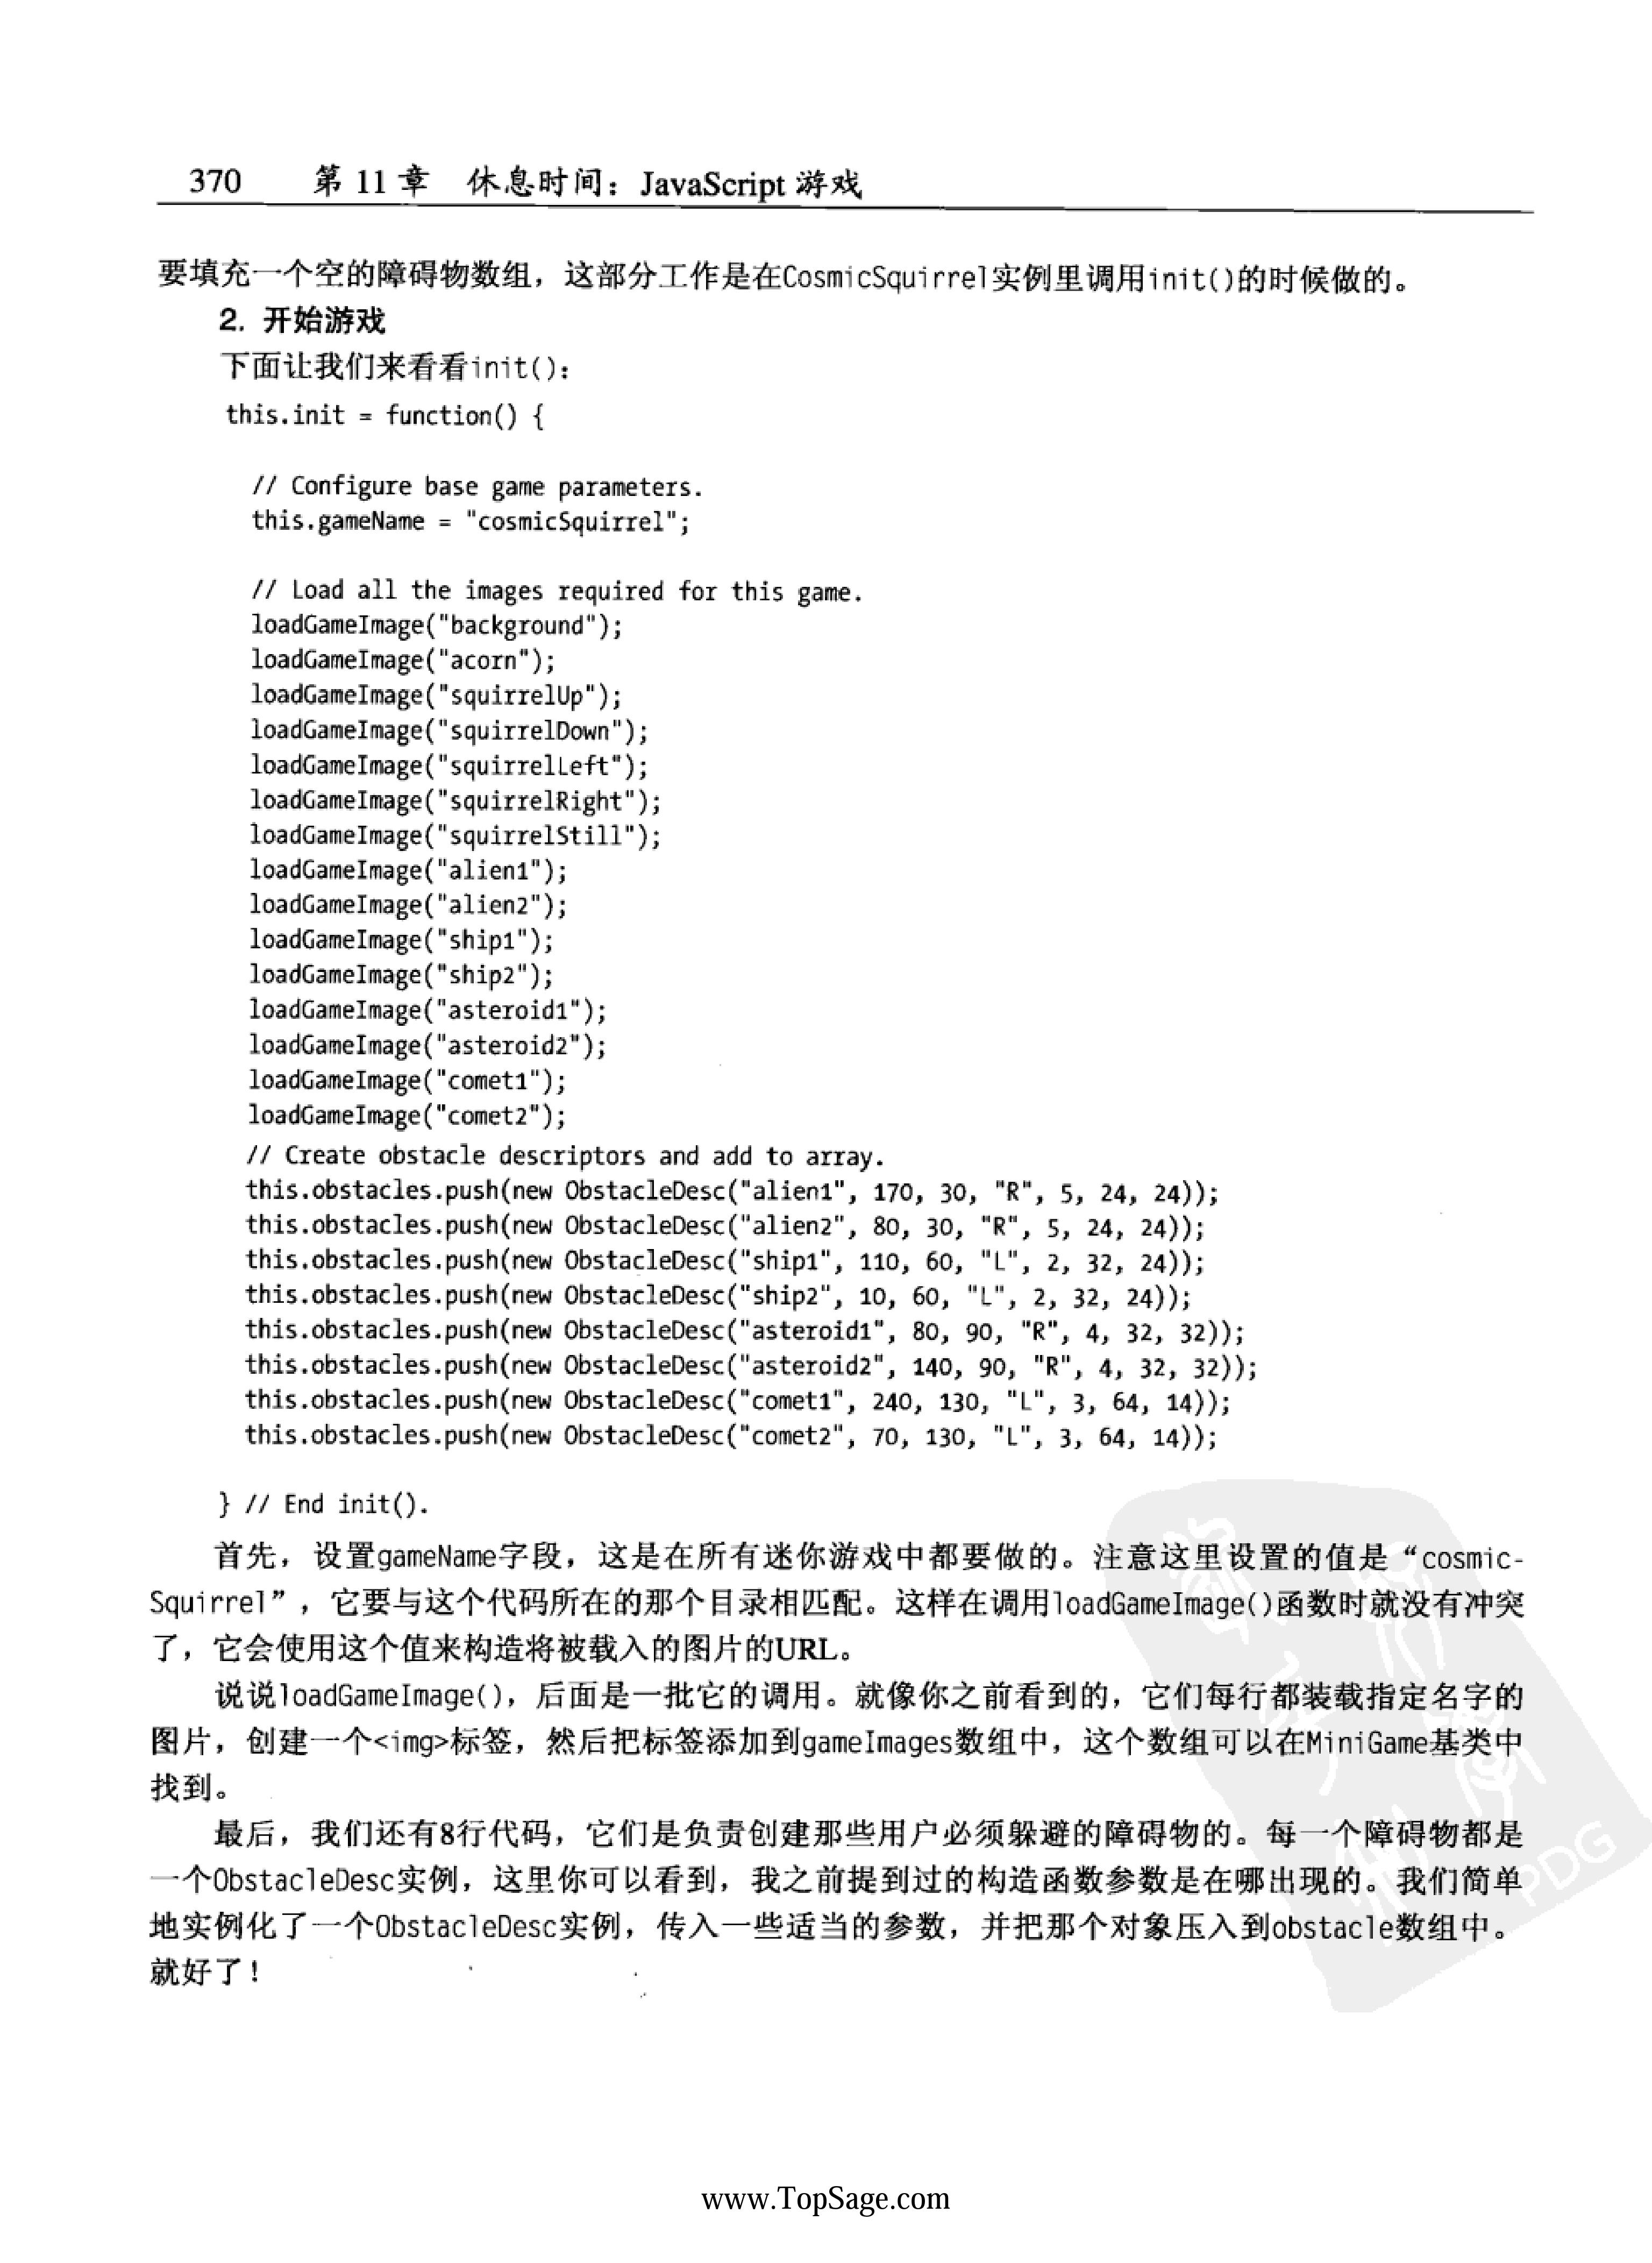 370 第 11 章 休息时间：JavaScript 游戏
要填充一个空的障碍物数组，这部分工作是在CosmicSquirrel实例里调用init()的时候做的。
2. 开始游戏
下面让我们来看看init()：
this.init = function() {
// Configure base game parameters.
this.gameName = "cosmicSquirrel";
// Load all the images required for this game.
loadGameImage("background");
loadGameImage("acorn");
loadGameImage("squirrelUp");
loadGameImage("squirrelDown");
loadGameImage("squirrelLeft");
loadGameImage("squirrelRight");
loadGameImage("squirrelStill");
loadGameImage("alien1");
loadGameImage("alien2");
loadGameImage("ship1");
loadGameImage("ship2");
loadGameImage("asteroid1");
loadGameImage("asteroid2");
loadGameImage("comet1");
loadGameImage("comet2");
// Create obstacle descriptors and add to array.
this.obstacles.push(new ObstacleDesc("alien1", 170, 30, "R", 5, 24, 24));
this.obstacles.push(new ObstacleDesc("alien2", 80, 30, "R", 5, 24, 24));
this.obstacles.push(new ObstacleDesc("ship1", 110, 60, "L", 2, 32, 24));
this.obstacles.push(new ObstacleDesc("ship2", 10, 60, "L", 2, 32, 24));
this.obstacles.push(new ObstacleDesc("asteroid1", 80, 90, "R", 4, 32, 32));
this.obstacles.push(new ObstacleDesc("asteroid2", 140, 90, "R", 4, 32, 32));
this.obstacles.push(new ObstacleDesc("comet1", 240, 130, "L", 3, 64, 14));
this.obstacles.push(new ObstacleDesc("comet2", 70, 130, "L", 3, 64, 14));
} // End init().
首先，设置gameName字段，这是在所有迷你游戏中都要做的。注意这里设置的值是“cosmic-
Squirrel”，它要与这个代码所在的那个目录相匹配。这样在调用loadGameImage()函数时就没有冲突
了，它会使用这个值来构造将被载入的图片的URL。
说说loadGameImage()，后面是一批它的调用。就像你之前看到的，它们每行都装载指定名字的
图片，创建一个<img>标签，然后把标签添加到gameImages数组中，这个数组可以在MiniGame基类中
找到。
最后，我们还有8行代码，它们是负责创建那些用户必须躲避的障碍物的。每一个障碍物都是
一个ObstacleDesc实例，这里你可以看到，我之前提到过的构造函数参数是在哪出现的。我们简单
地实例化了一个ObstacleDesc实例，传入一些适当的参数，并把那个对象压入到obstacle数组中。
就好了！
PDG
www.TopSage.com